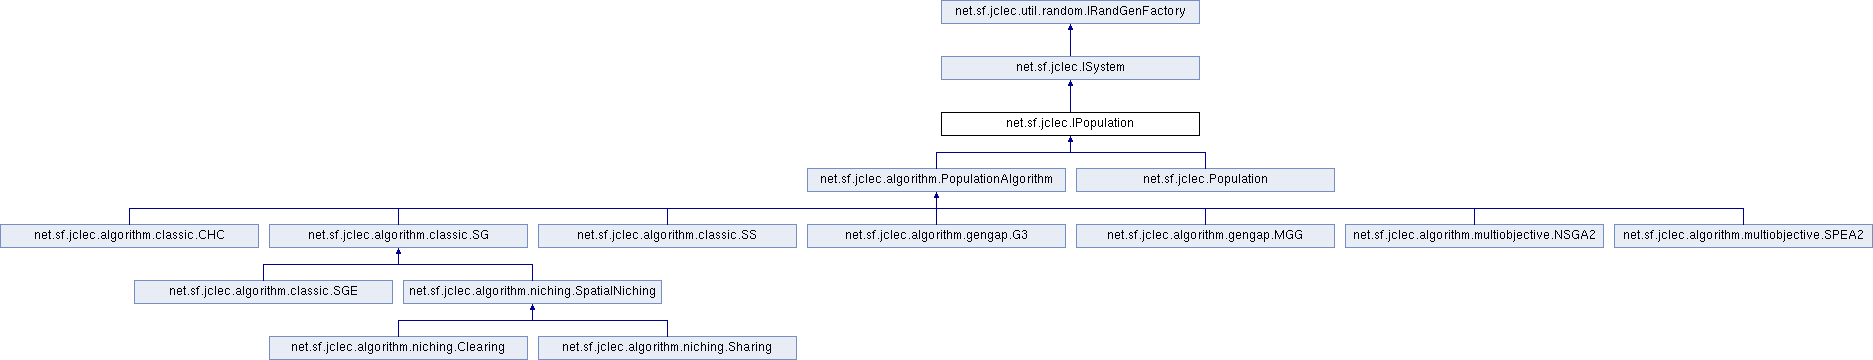 net.sf.jclec.util.random.IRandGenFactory
net.sf.jclec.ISystem
net.sf.jclec.IPopulation
net.sf.jclec.algorithm.PopulationAlgorithm
net.sf.jclec.Population
net.sf.jclec.algorithm.classic.CHC
net.sf.jclec.algorithm.classic.SG
net.sf.jclec.algorithm.classic.SS
net.sf.jclec.algorithm.gengap.G3
net.sf.jclec.algorithm.gengap.MGG
net.sf.jclec.algorithm.multiobjective.NSGA2
net.sf.jclec.algorithm.multiobjective.SPEA2
net.sf.jclec.algorithm.classic.SGE
net.sf.jclec.algorithm.niching.SpatialNiching
net.sf.jclec.algorithm.niching.Clearing
net.sf.jclec.algorithm.niching.Sharing